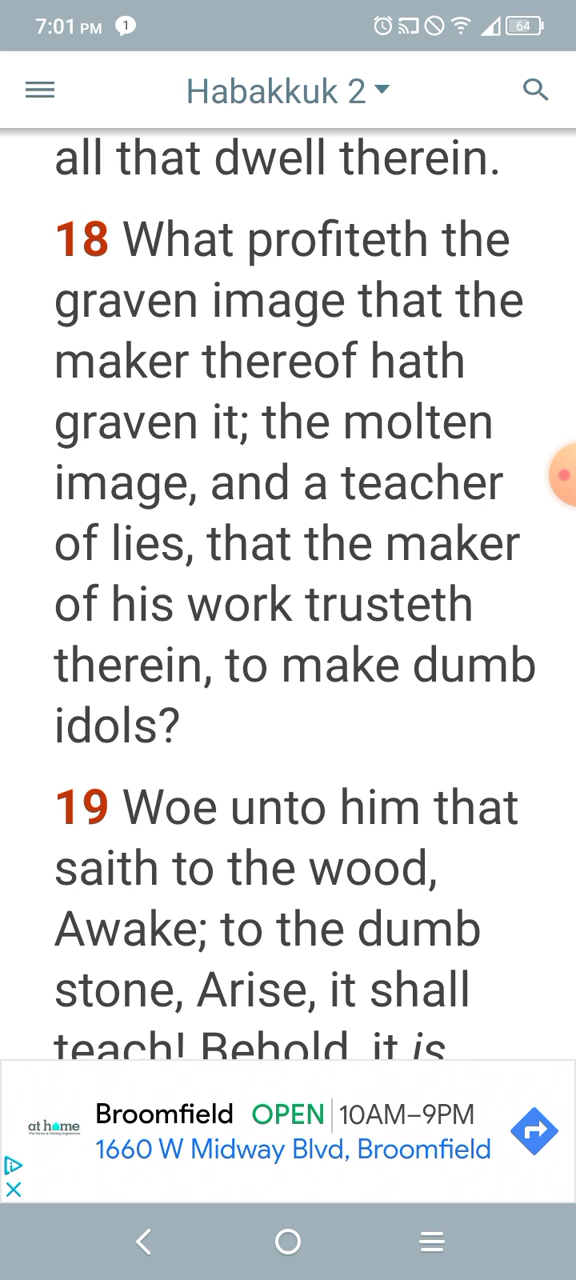 7:01 PM 1 64
Habakkuk 2
all that dwell therein.
18 What profiteth the
graven image that the
maker thereof hath
graven it; the molten
image, and a teacher
of lies, that the maker
of his work trusteth
therein, to make dumb
idols?
19 Woe unto him that
saith to the wood,
Awake; to the dumb
stone, Arise, it shall
teach! Behold, it is
at home
Broomfield OPEN 10AM–9PM
1660 W Midway Blvd, Broomfield